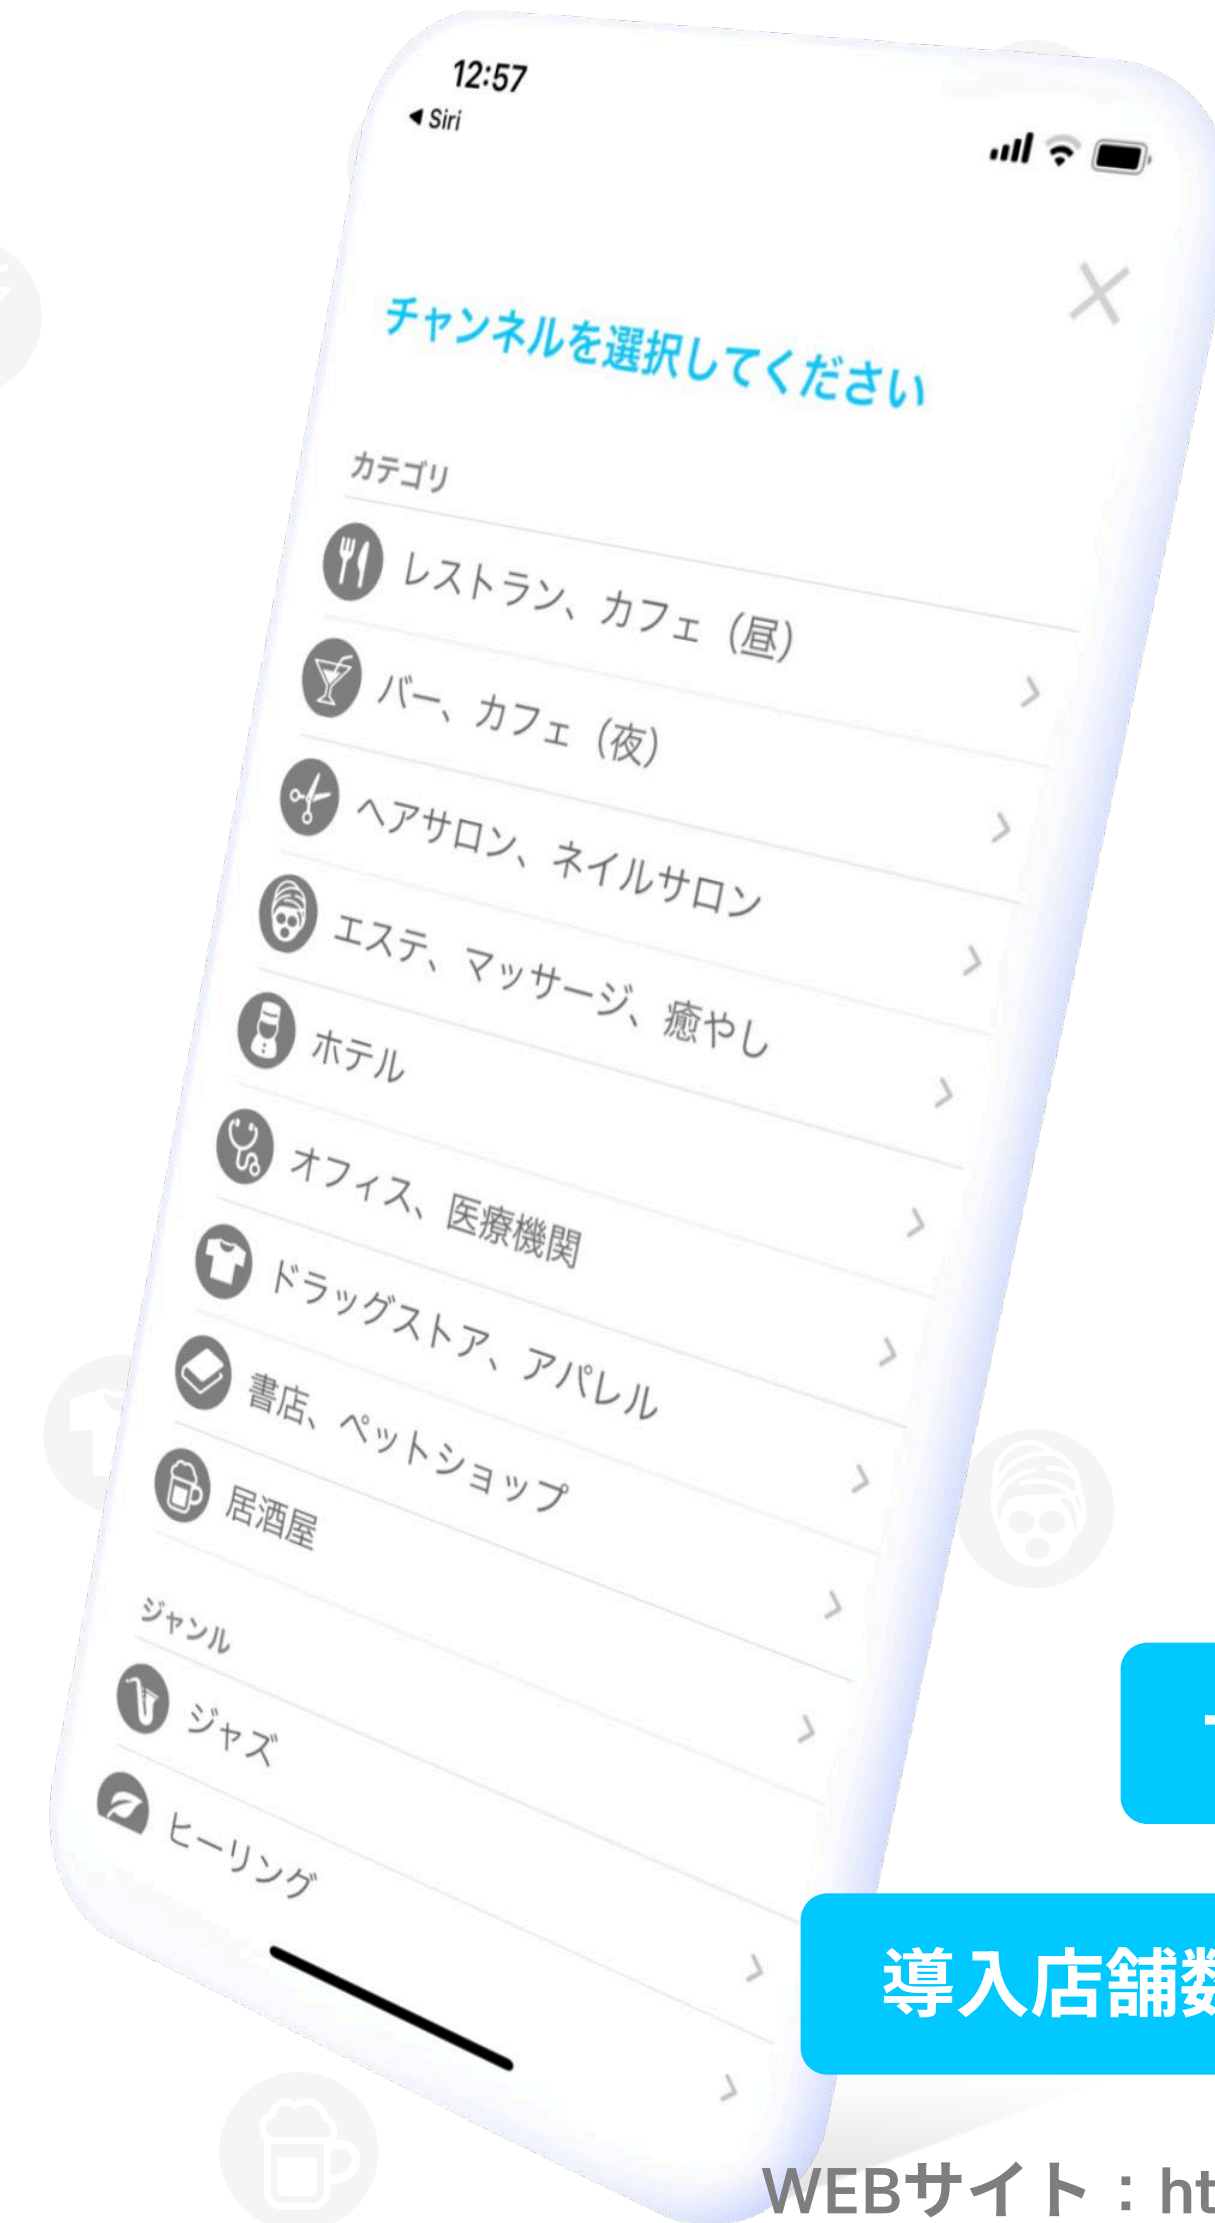 12:57
◀ Siri
チャンネルを選択してください
カテゴリ
レストラン、カフェ（昼）
バー、カフェ（夜）
ヘアサロン、ネイルサロン
エステ、マッサージ、癒やし
ホテル
オフィス、医療機関
ドラッグストア、アパレル
書店、ペットショップ
居酒屋
ジャンル
ジャズ
ヒーリング
導入店舗数
WEBサイト：ht